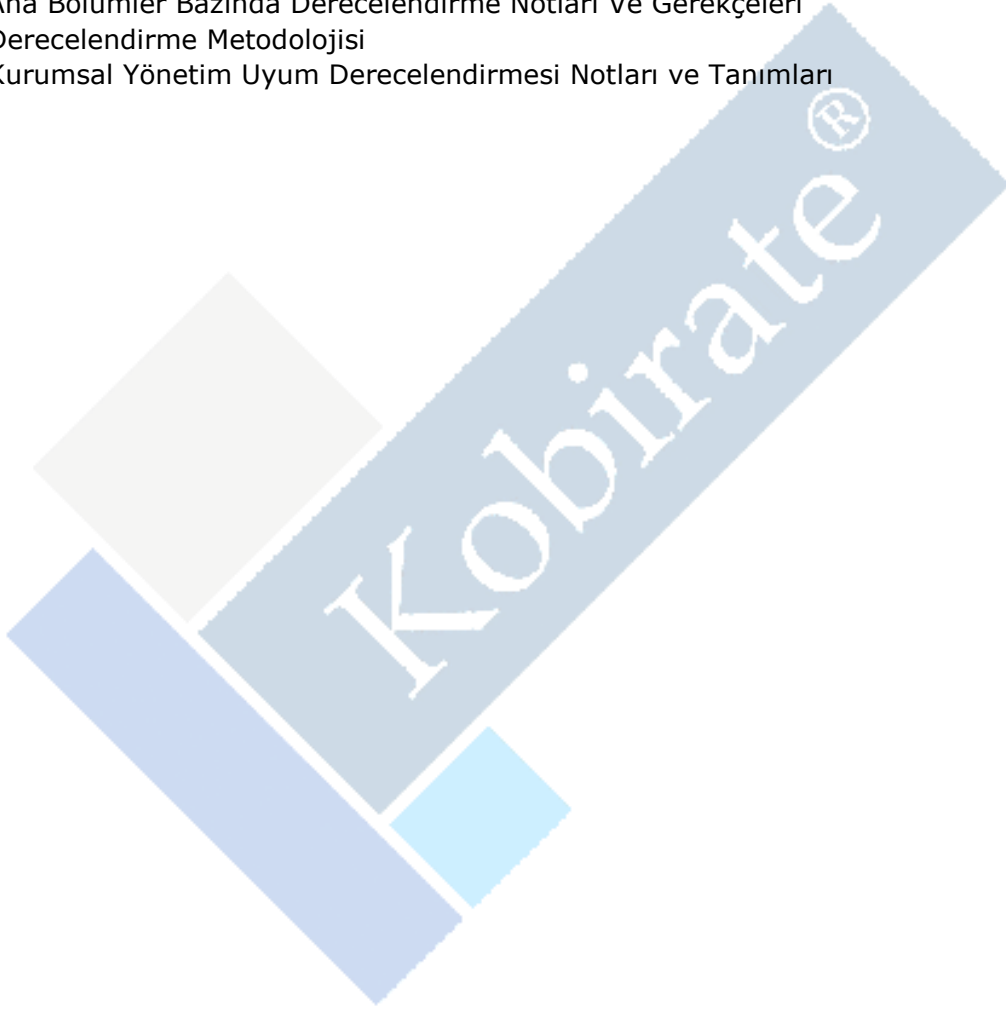 Ana Bölümler Bazında Derecelendirme Notları Ve Gerekçeleri
Derecelendirme Metodolojisi
Kurumsal Yönetim Uyum Derecelendirmesi Notları ve Tanımları
Kobirate ®